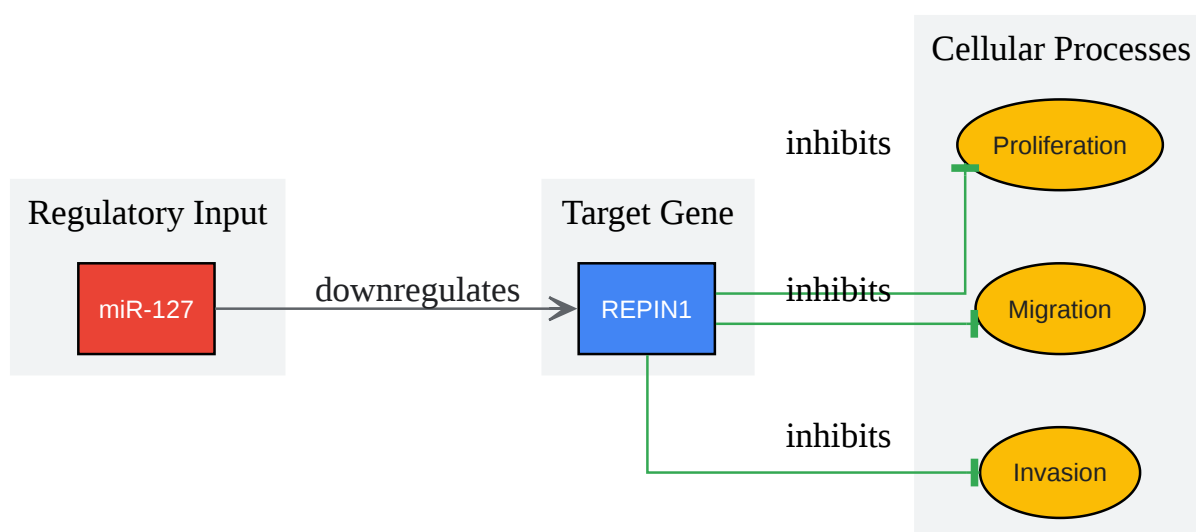 Cellular Processes
inhibits
Proliferation
Regulatory Input
Target Gene
miR-127
downregulates
REPIN1
inhibits
Migration
inhibits
Invasion